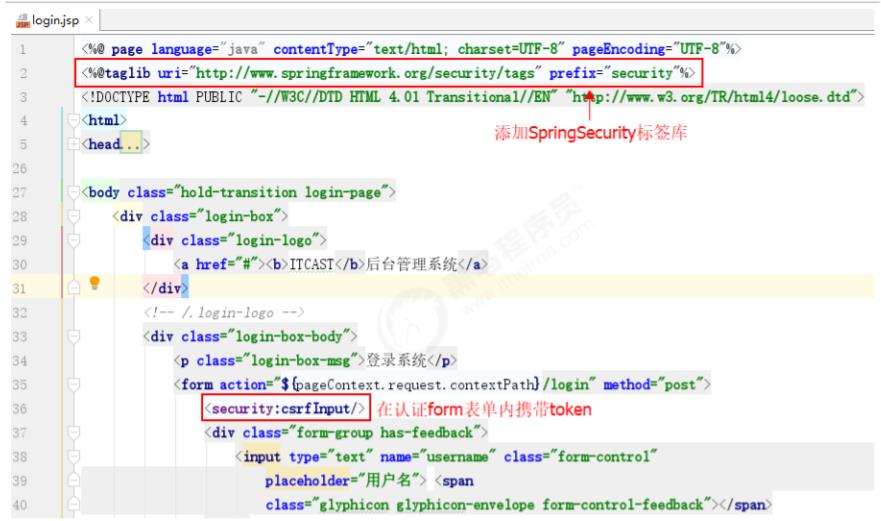 login.jsp
1 <%@ page language="java" contentType="text/html; charset=UTF-8" pageEncoding="UTF-8"%>
2 <%@taglib uri="http://www.springframework.org/security/tags" prefix="security"%>
3 <!DOCTYPE html PUBLIC "-//W3C//DTD HTML 4.01 Transitional//EN" "http://www.w3.org/TR/html4/loose.dtd">
4 <html>
添加SpringSecurity标签库
5 <head...>
26
27 <body class="hold-transition login-page">
28 <div class="login-box">
29 <div class="login-logo">
30 <a href="#"><b>ITCAST</b>后台管理系统</a>
31 </div>
32 <!-- /.login-logo -->
33 <div class="login-box-body">
34 <p class="login-box-msg">登录系统</p>
35 <form action="${pageContext.request.contextPath}/login" method="post">
36 <security:csrfInput/> 在认证form表单内携带token
37 <div class="form-group has-feedback">
38 <input type="text" name="username" class="form-control"
39 placeholder="用户名"> <span
40 class="glyphicon glyphicon-envelope form-control-feedback"></span>
黑马程序员
www.itheima.com